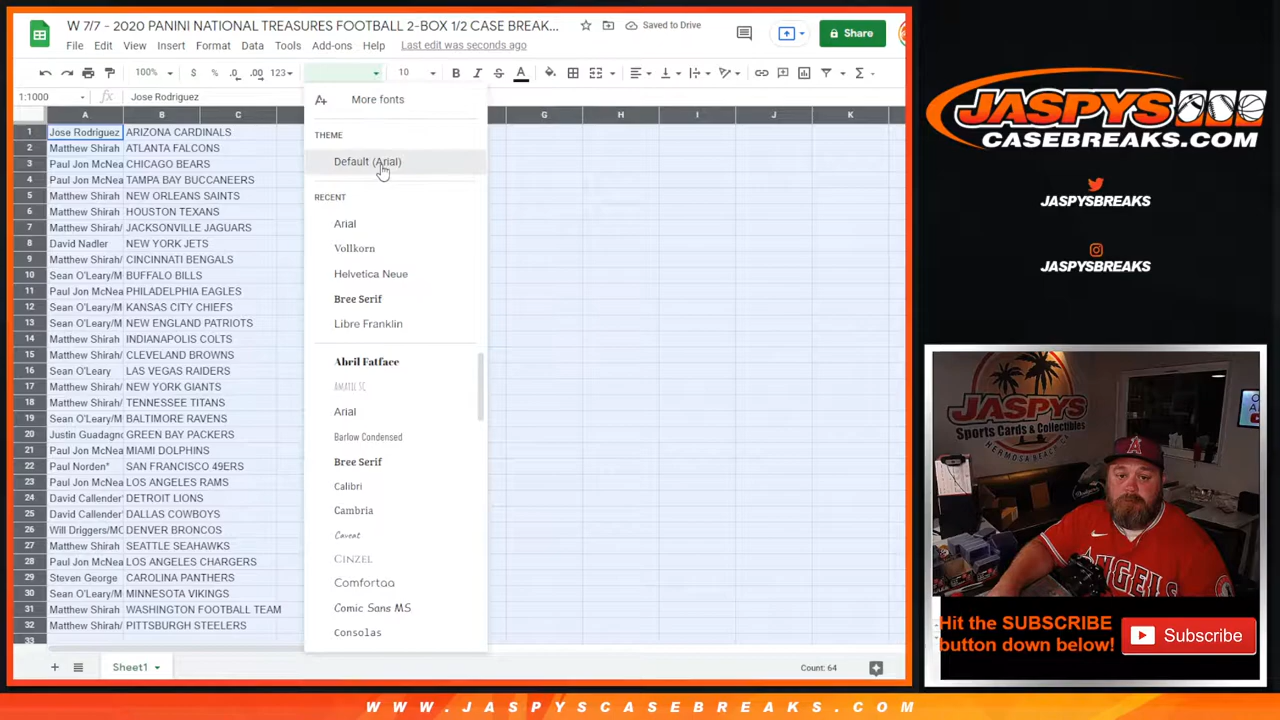 W 7/7 - 2020 PANINI NATIONAL TREASURES FOOTBALL 2-BOX 1/2 CASE BREAK...
Saved to Drive
Share
File Edit View Insert Format Data Tools Add-ons Help Last edit was seconds ago
100% $ % .0 .00 123 10 B I S A
1:1000 fx Jose Rodriguez
A B C G H I J K
1 Jose Rodriguez ARIZONA CARDINALS
2 Matthew Shirah ATLANTA FALCONS
3 Paul Jon McNea CHICAGO BEARS
4 Paul Jon McNea TAMPA BAY BUCCANEERS
5 Matthew Shirah NEW ORLEANS SAINTS
6 Matthew Shirah HOUSTON TEXANS
7 Matthew Shirah/ JACKSONVILLE JAGUARS
8 David Nadler NEW YORK JETS
9 Matthew Shirah/ CINCINNATI BENGALS
10 Sean O'Leary/M BUFFALO BILLS
11 Paul Jon McNea PHILADELPHIA EAGLES
12 Sean O'Leary/M KANSAS CITY CHIEFS
13 Sean O'Leary/M NEW ENGLAND PATRIOTS
14 Matthew Shirah INDIANAPOLIS COLTS
15 Matthew Shirah/ CLEVELAND BROWNS
16 Sean O'Leary LAS VEGAS RAIDERS
17 Matthew Shirah/ NEW YORK GIANTS
18 Matthew Shirah/ TENNESSEE TITANS
19 Sean O'Leary/M BALTIMORE RAVENS
20 Justin Guadagnc GREEN BAY PACKERS
21 Paul Jon McNea MIAMI DOLPHINS
22 Paul Norden* SAN FRANCISCO 49ERS
23 Paul Jon McNea LOS ANGELES RAMS
24 David Callender' DETROIT LIONS
25 David Callender' DALLAS COWBOYS
26 Will Driggers/MC DENVER BRONCOS
27 Matthew Shirah SEATTLE SEAHAWKS
28 Paul Jon McNea LOS ANGELES CHARGERS
29 Steven George CAROLINA PANTHERS
30 Sean O'Leary/M MINNESOTA VIKINGS
31 Matthew Shirah WASHINGTON FOOTBALL TEAM
32 Matthew Shirah/ PITTSBURGH STEELERS
33
More fonts
THEME
Default (Arial)
RECENT
Arial
Vollkorn
Helvetica Neue
Bree Serif
Libre Franklin
Abril Fatface
AMATIC SC
Arial
Barlow Condensed
Bree Serif
Calibri
Cambria
Caveat
CINZEL
Comfortaa
Comic Sans MS
Consolas
Sheet1
Count: 64
JASPYS
CASEBREAKS.COM
JASPYSBREAKS
JASPYSBREAKS
JASPYS
Sports Cards & Collectibles
HERMOSA BEACH
ANGELS
Hit the SUBSCRIBE
button down below!
Subscribe
WWW.JASPYSCASEBREAKS.COM